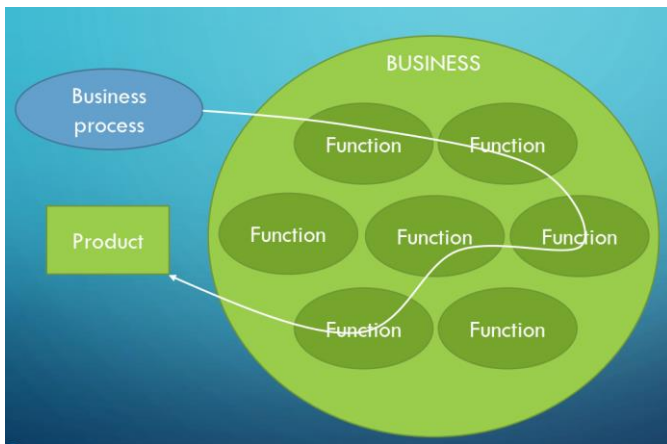 BUSINESS
Business
process
Function
Function
Product
Function
Function
Function
Function
Function